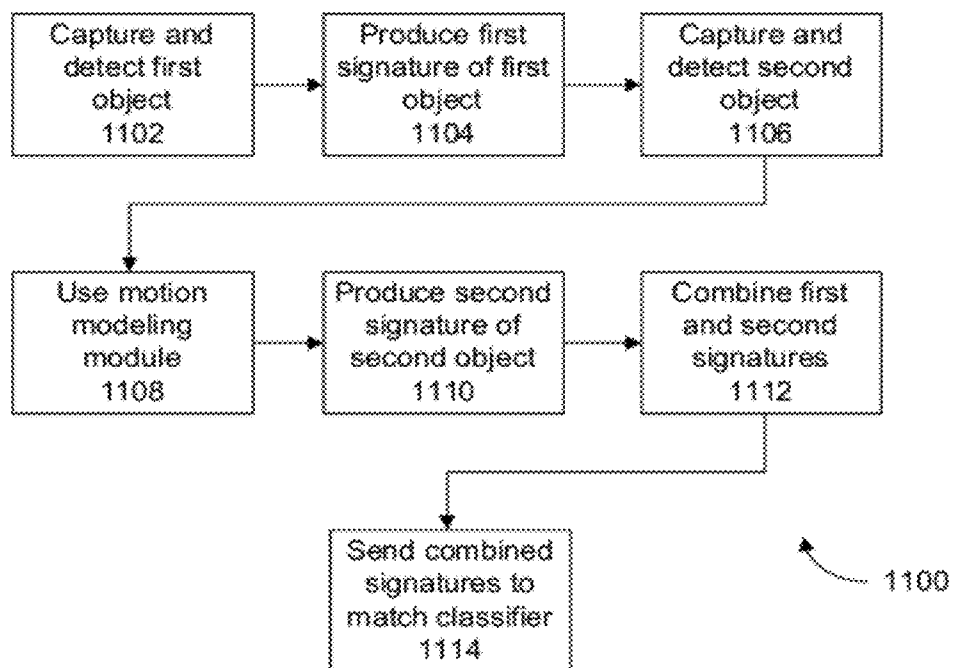 Capture and
detect first
object
1102
Produce first
signature of first
object
1104
Capture and
detect second
object
1106
Use motion
modeling
module
1108
Produce second
signature of
second object
1110
Combine first
and second
signatures
1112
Send combined
signatures to
match classifier
1114
1100